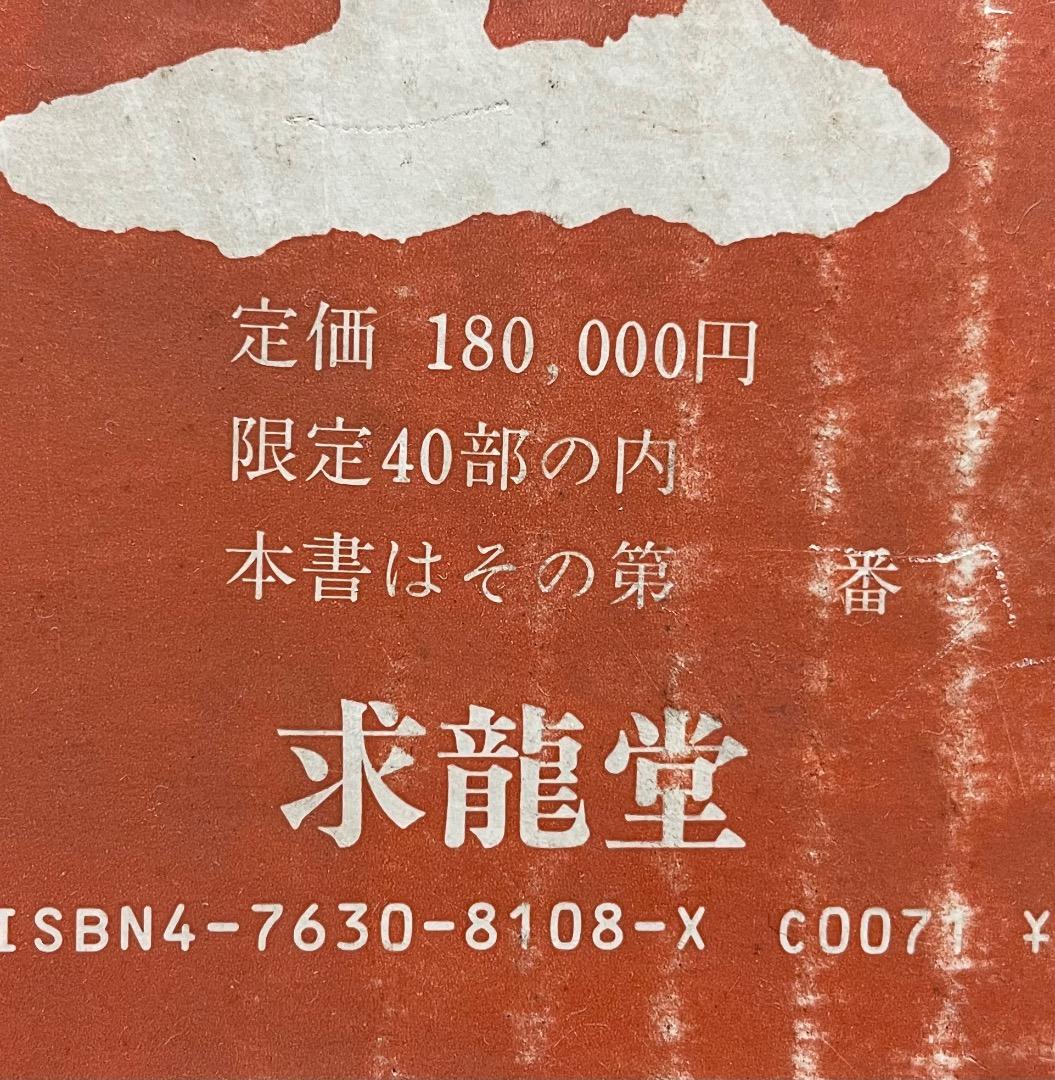 定価 180,000円
限定40部の内
本書はその第　　番
求龍堂
ISBN4-7630-8108-X C0071 ¥